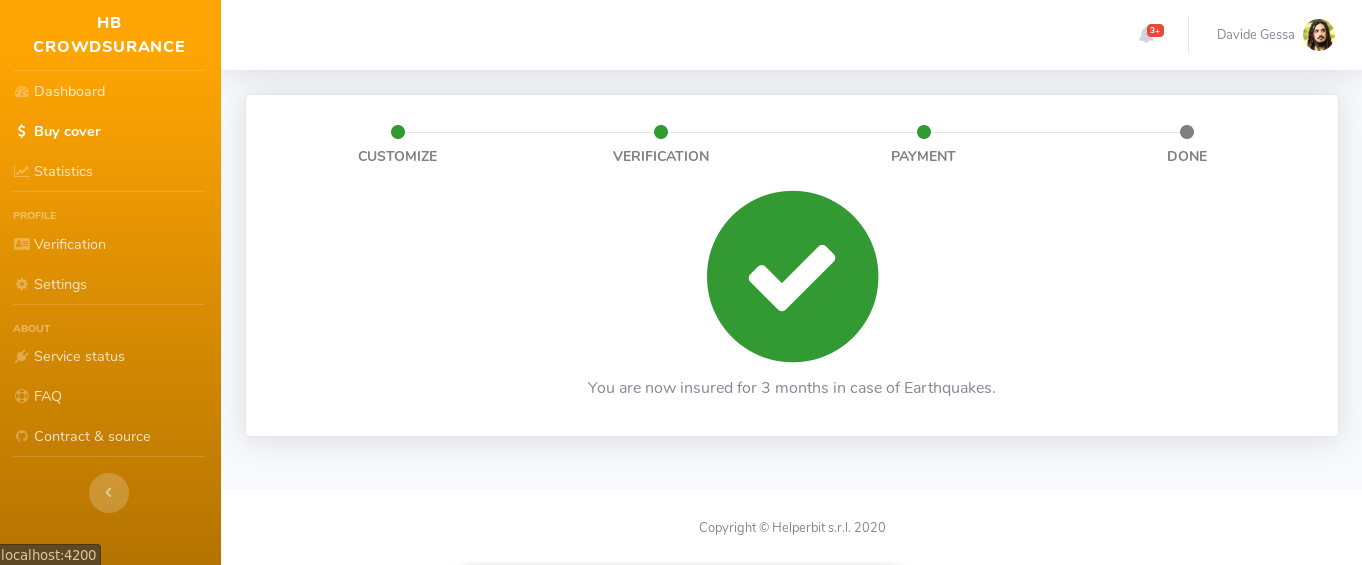 HB
CROWDSURANCE
Dashboard
$ Buy cover
Statistics
PROFILE
Verification
Settings
ABOUT
Service status
FAQ
Contract & source
localhost:4200
3+
Davide Gessa
CUSTOMIZE
VERIFICATION
PAYMENT
DONE
You are now insured for 3 months in case of Earthquakes.
Copyright © Helperbit s.r.l. 2020